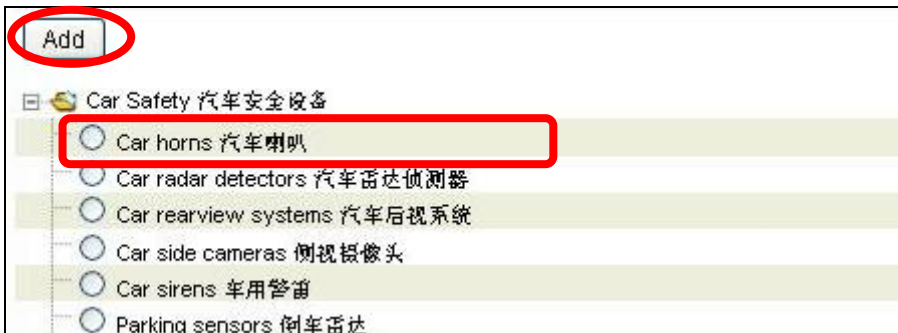 Add
Car Safety 汽车安全设备
Car horns 汽车喇叭
Car radar detectors 汽车雷达侦测器
Car rearview systems 汽车后视系统
Car side cameras 侧视摄像头
Car sirens 车用警笛
Parking sensors 倒车雷达